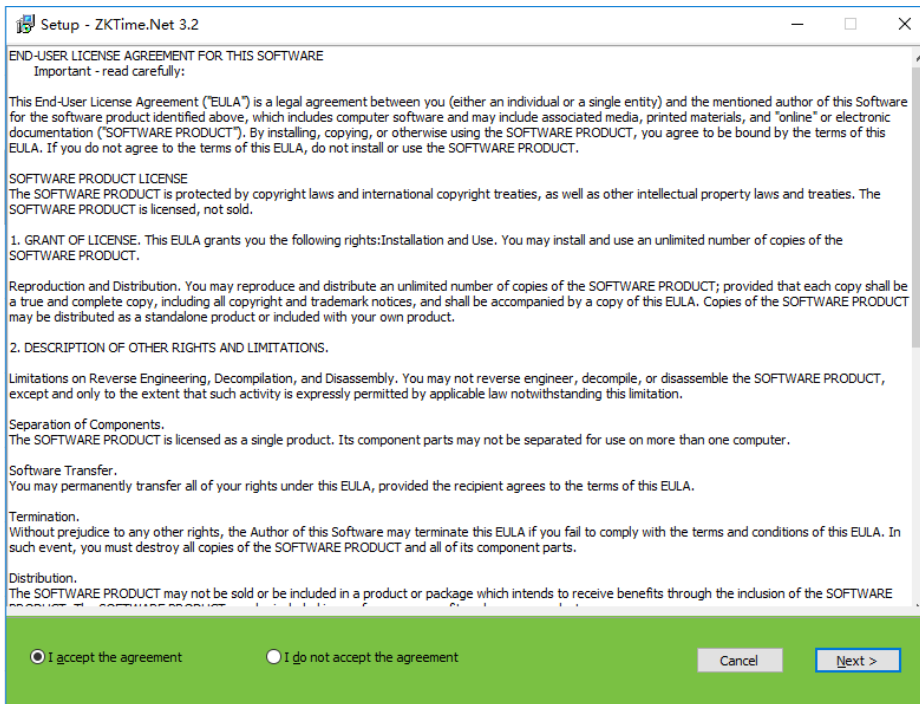 Setup - ZKTime.Net 3.2
END-USER LICENSE AGREEMENT FOR THIS SOFTWARE
Important - read carefully:
This End-User License Agreement ("EULA") is a legal agreement between you (either an individual or a single entity) and the mentioned author of this Software
for the software product identified above, which includes computer software and may include associated media, printed materials, and "online" or electronic
documentation ("SOFTWARE PRODUCT"). By installing, copying, or otherwise using the SOFTWARE PRODUCT, you agree to be bound by the terms of this
EULA. If you do not agree to the terms of this EULA, do not install or use the SOFTWARE PRODUCT.
SOFTWARE PRODUCT LICENSE
The SOFTWARE PRODUCT is protected by copyright laws and international copyright treaties, as well as other intellectual property laws and treaties. The
SOFTWARE PRODUCT is licensed, not sold.
1. GRANT OF LICENSE. This EULA grants you the following rights:Installation and Use. You may install and use an unlimited number of copies of the
SOFTWARE PRODUCT.
Reproduction and Distribution. You may reproduce and distribute an unlimited number of copies of the SOFTWARE PRODUCT; provided that each copy shall be
a true and complete copy, including all copyright and trademark notices, and shall be accompanied by a copy of this EULA. Copies of the SOFTWARE PRODUCT
may be distributed as a standalone product or included with your own product.
2. DESCRIPTION OF OTHER RIGHTS AND LIMITATIONS.
Limitations on Reverse Engineering, Decompilation, and Disassembly. You may not reverse engineer, decompile, or disassemble the SOFTWARE PRODUCT,
except and only to the extent that such activity is expressly permitted by applicable law notwithstanding this limitation.
Separation of Components.
The SOFTWARE PRODUCT is licensed as a single product. Its component parts may not be separated for use on more than one computer.
Software Transfer.
You may permanently transfer all of your rights under this EULA, provided the recipient agrees to the terms of this EULA.
Termination.
Without prejudice to any other rights, the Author of this Software may terminate this EULA if you fail to comply with the terms and conditions of this EULA. In
such event, you must destroy all copies of the SOFTWARE PRODUCT and all of its component parts.
Distribution.
The SOFTWARE PRODUCT may not be sold or be included in a product or package which intends to receive benefits through the inclusion of the SOFTWARE
I accept the agreement
I do not accept the agreement
Cancel
Next >